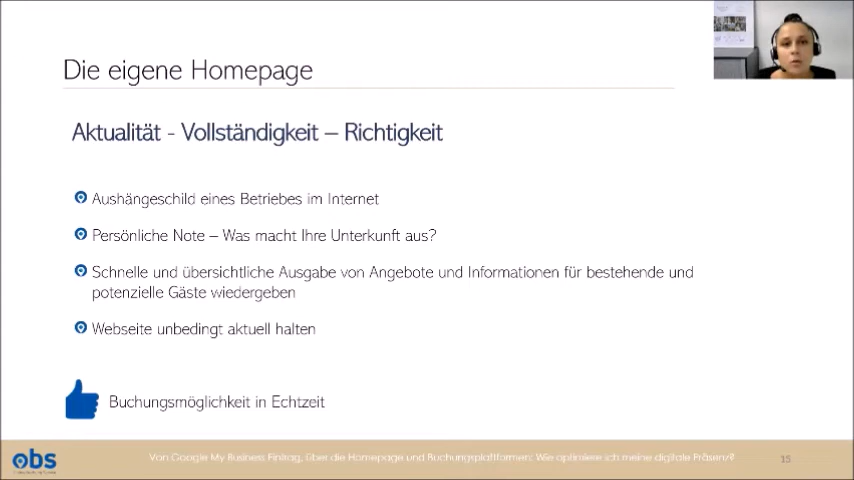 Die eigene Homepage
Aktualität - Vollständigkeit – Richtigkeit
Aushängeschild eines Betriebes im Internet
Persönliche Note – Was macht Ihre Unterkunft aus?
Schnelle und übersichtliche Ausgabe von Angebote und Informationen für bestehende und
potenzielle Gäste wiedergeben
Webseite unbedingt aktuell halten
Buchungsmöglichkeit in Echtzeit
obs
Von Google My Business Eintrag, über die Homepage und Buchungsplattformen: Wie optimiere ich meine digitale Präsenz?
15